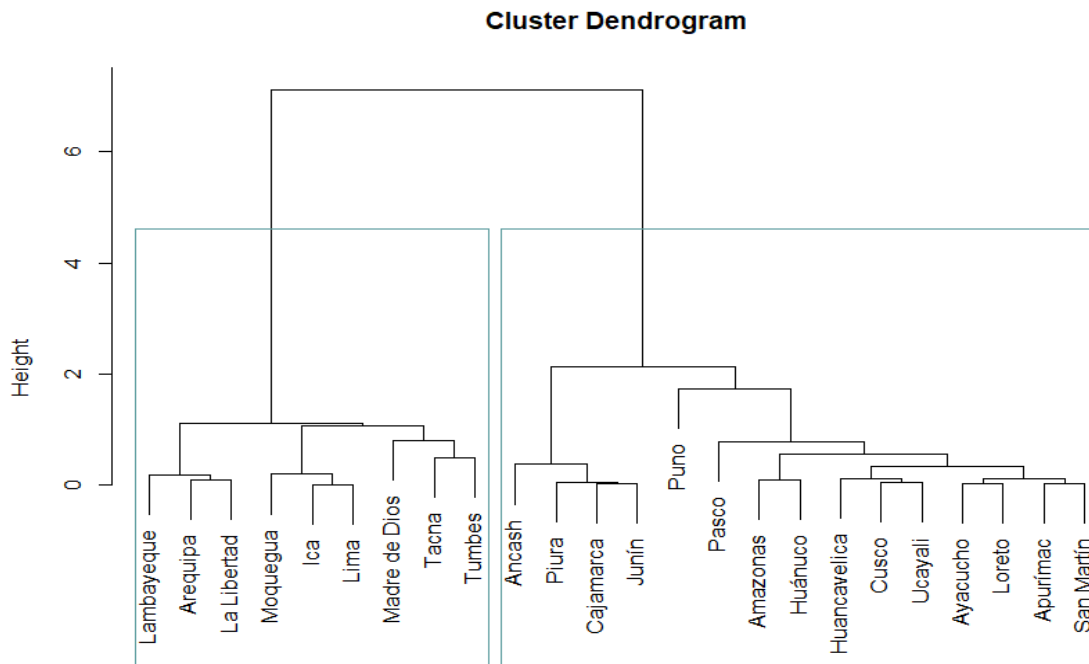 Cluster Dendrogram
Height
6
4
2
0
Lambayeque
Arequipa
La Libertad
Moquegua
Ica
Lima
Madre de Dios
Tacna
Tumbes
Ancash
Piura
Cajamarca
Junín
Puno
Pasco
Amazonas
Huánuco
Huancavelica
Cusco
Ucayali
Ayacucho
Loreto
Apurímac
San Martín